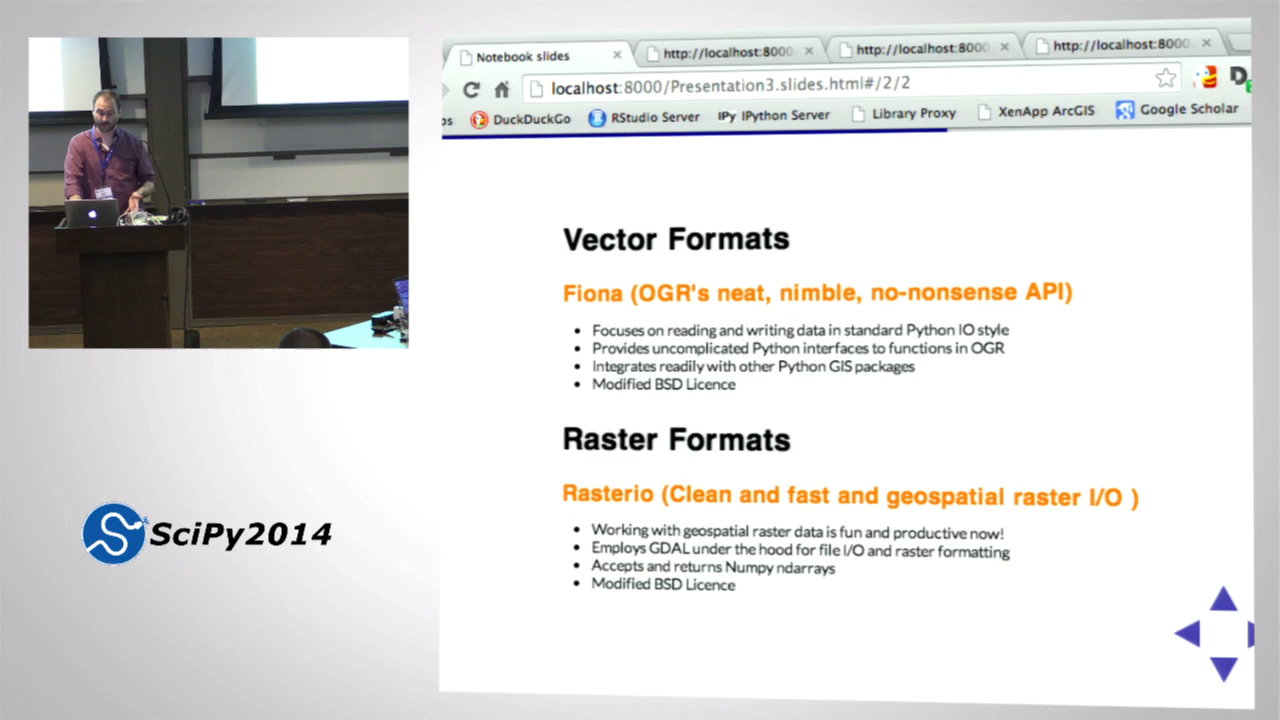 Notebook slides
http://localhost:8000
http://localhost:8000
http://localhost:8000
localhost:8000/Presentation3.slides.html#/2/2
os DuckDuckGo RStudio Server IPy IPython Server Library Proxy XenApp ArcGIS Google Scholar
Vector Formats
Fiona (OGR's neat, nimble, no-nonsense API)
Focuses on reading and writing data in standard Python IO style
Provides uncomplicated Python interfaces to functions in OGR
Integrates readily with other Python GIS packages
Modified BSD Licence
Raster Formats
Rasterio (Clean and fast and geospatial raster I/O )
Working with geospatial raster data is fun and productive now!
Employs GDAL under the hood for file I/O and raster formatting
Accepts and returns Numpy ndarrays
Modified BSD Licence
SciPy2014